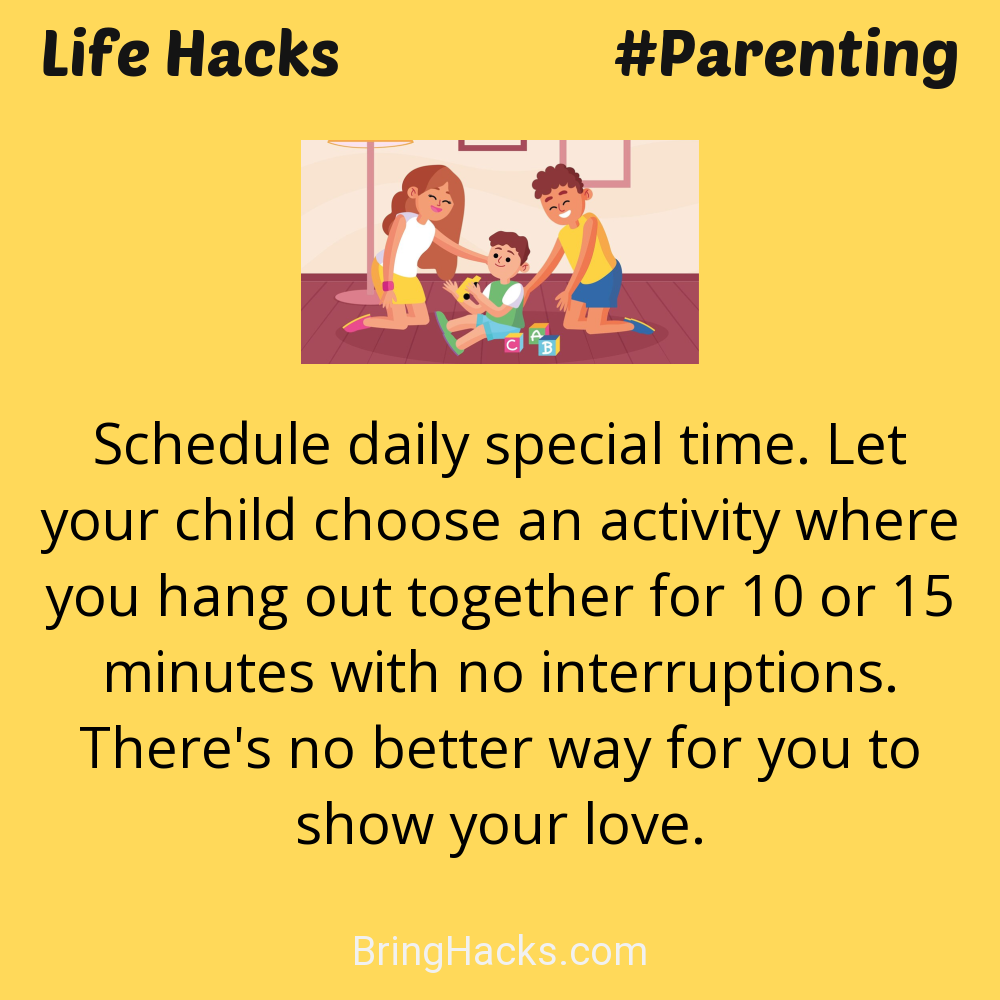 Life Hacks #Parenting
C A B
Schedule daily special time. Let
your child choose an activity where
you hang out together for 10 or 15
minutes with no interruptions.
There's no better way for you to
show your love.
BringHacks.com